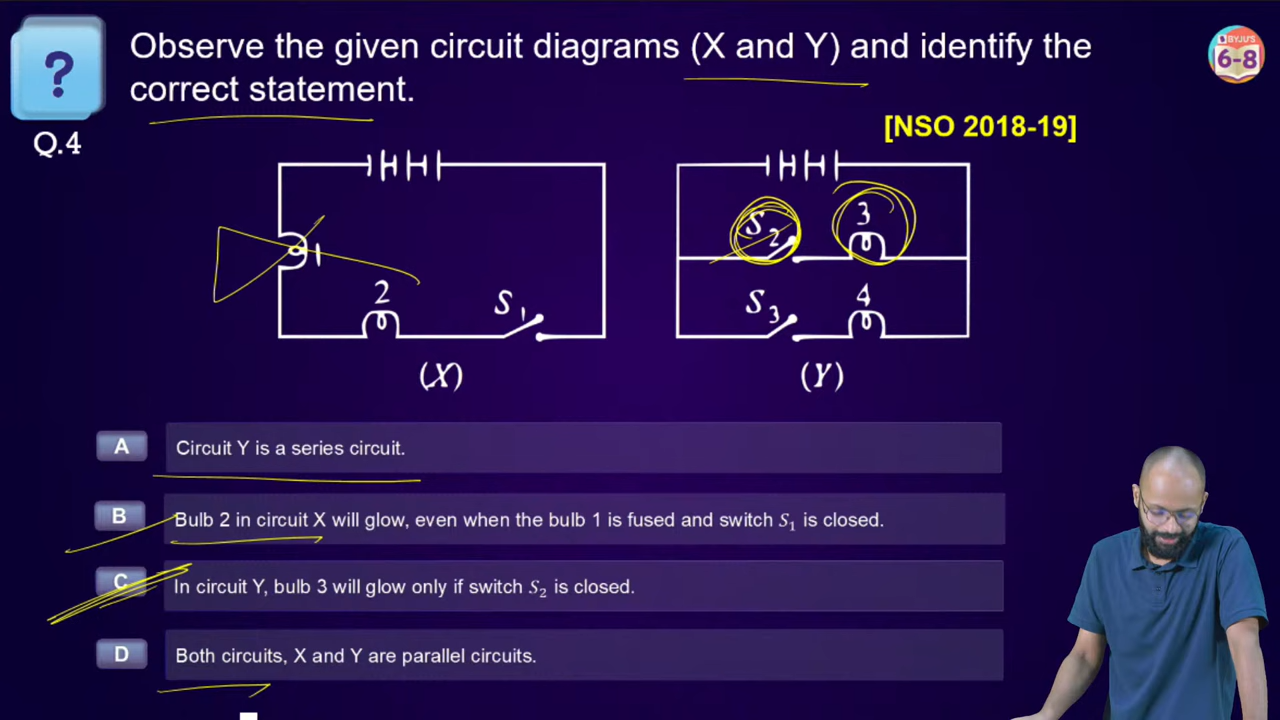 ?
Q.4
Observe the given circuit diagrams (X and Y) and identify the
correct statement.
BYJU'S
6-8
[NSO 2018-19]
1
2
S1
(X)
S2
3
S3
4
(Y)
A
Circuit Y is a series circuit.
B
Bulb 2 in circuit X will glow, even when the bulb 1 is fused and switch S₁ is closed.
C
In circuit Y, bulb 3 will glow only if switch S₂ is closed.
D
Both circuits, X and Y are parallel circuits.